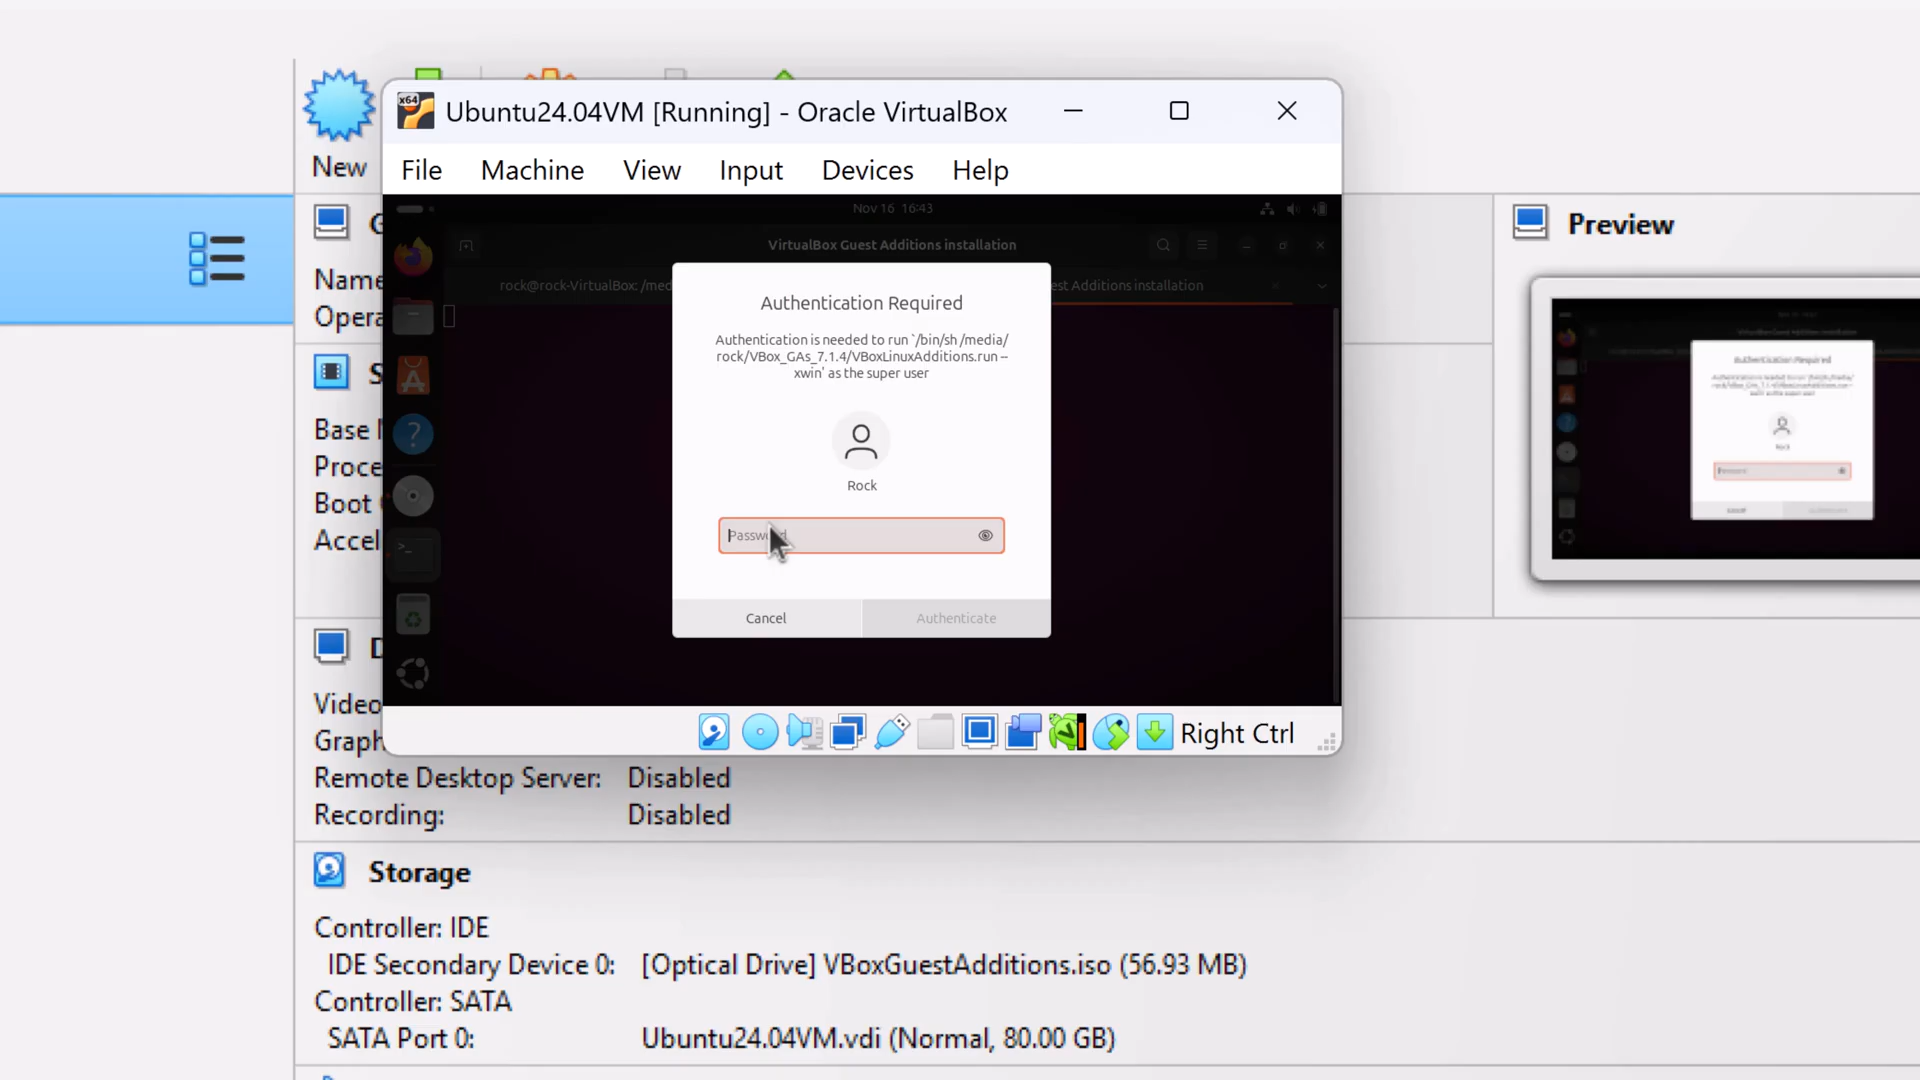 New
Ubuntu24.04VM [Running] - Oracle VirtualBox
File Machine View Input Devices Help
Nov 16 16:43
VirtualBox Guest Additions installation
rock@rock-VirtualBox: /med
est Additions installation
Authentication Required
Authentication is needed to run `/bin/sh /media/
rock/VBox_GAs_7.1.4/VBoxLinuxAdditions.run --
xwin' as the super user
Rock
Password
Cancel Authenticate
Right Ctrl
Name
Opera
Base M
Proce
Boot
Accel
Video
Graph
Remote Desktop Server: Disabled
Recording: Disabled
Storage
Controller: IDE
IDE Secondary Device 0: [Optical Drive] VBoxGuestAdditions.iso (56.93 MB)
Controller: SATA
SATA Port 0: Ubuntu24.04VM.vdi (Normal, 80.00 GB)
Preview
Authentication Required
Rock